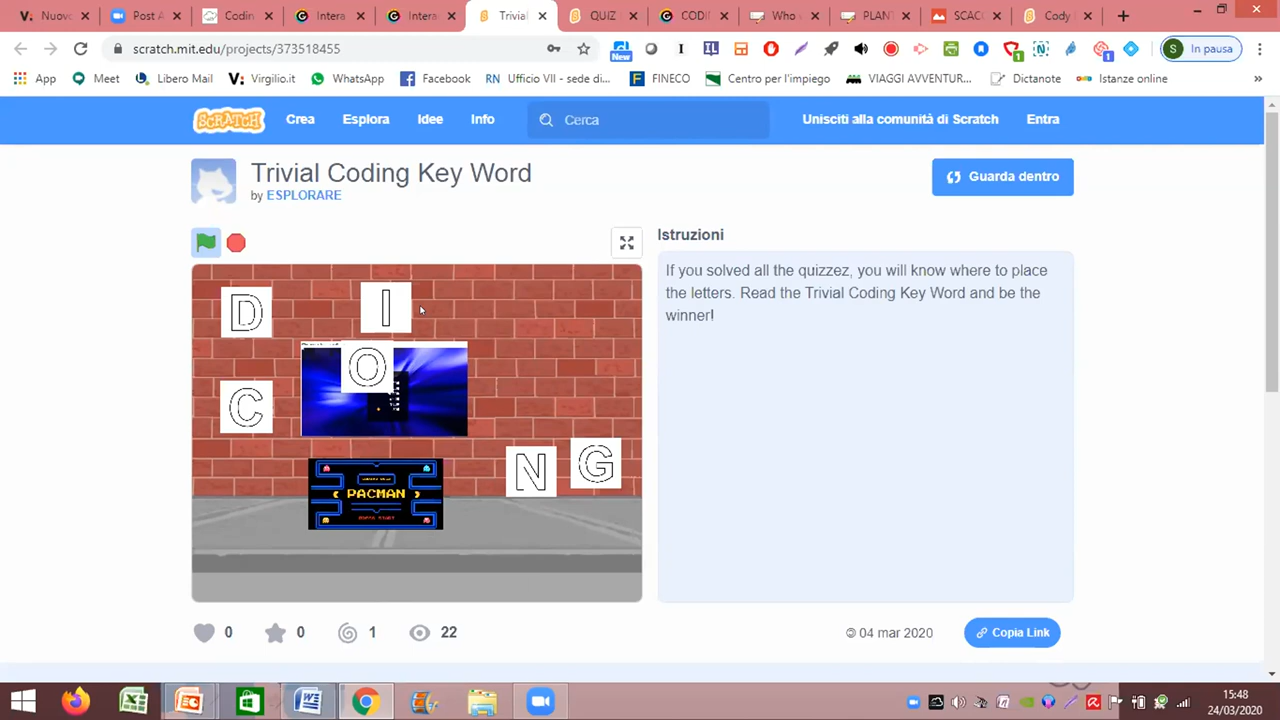 Nuov
Post A
Codin
Intera
Intera
Trivial
QUIZ
CODI
Who v
PLANT
SCACC
Cody
scratch.mit.edu/projects/373518455
New
In pausa
App
Meet
Libero Mail
Virgilio.it
WhatsApp
Facebook
RN Ufficio VII - sede di...
FINECO
Centro per l'impiego
VIAGGI AVVENTUR...
Dictanote
Istanze online
SCRATCH
Crea
Esplora
Idee
Info
Cerca
Unisciti alla comunità di Scratch
Entra
Trivial Coding Key Word
by ESPLORARE
Guarda dentro
Istruzioni
If you solved all the quizzez, you will know where to place
the letters. Read the Trivial Coding Key Word and be the
winner!
D
I
O
C
N
G
PACMAN
0
0
1
22
04 mar 2020
Copia Link
15:48
24/03/2020